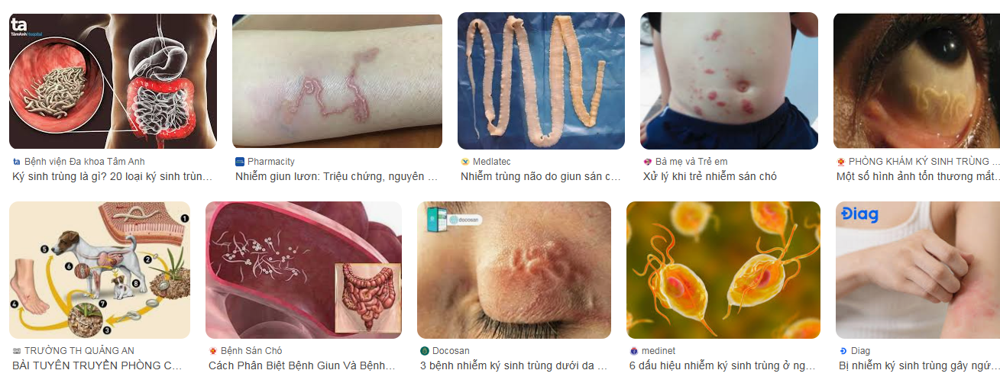 ta
TÂMANH Hospital
Bệnh viện Đa khoa Tâm Anh
Ký sinh trùng là gì? 20 loại ký sinh trùn...
Pharmacity
Nhiễm giun lươn: Triệu chứng, nguyên ...
Medlatec
Nhiễm trùng não do giun sán c...
Bà mẹ và Trẻ em
Xử lý khi trẻ nhiễm sán chó
PHÒNG KHÁM KÝ SINH TRÙNG ...
Một số hình ảnh tổn thương mắt...
1
2
3
4
5
6
7
8
docosan
Diag
TRƯỜNG TH QUẢNG AN
BÀI TUYÊN TRUYỀN PHÒNG C...
Bệnh Sán Chó
Cách Phân Biệt Bệnh Giun Và Bệnh...
Docosan
3 bệnh nhiễm ký sinh trùng dưới da ...
medinet
6 dấu hiệu nhiễm ký sinh trùng ở ng...
Diag
Bị nhiễm ký sinh trùng gây ngứ...